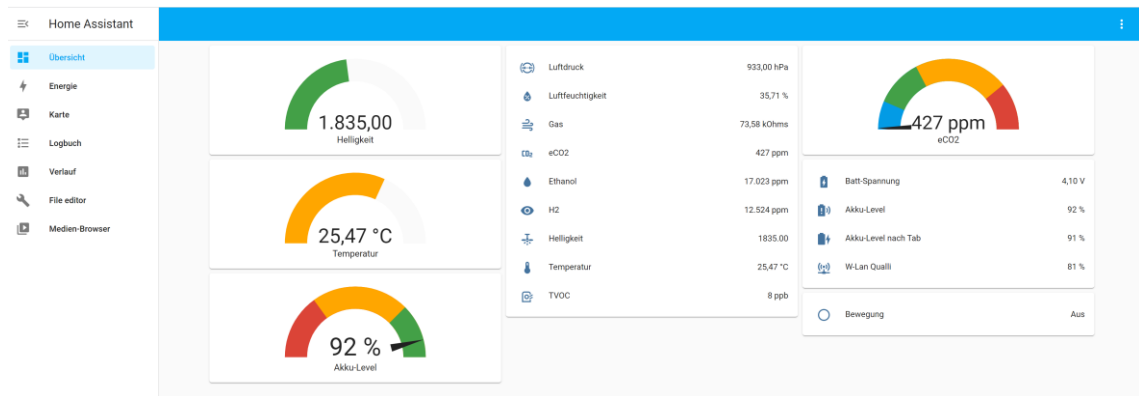 Home Assistant
Übersicht
Energie
Karte
Logbuch
Verlauf
File editor
Medien-Browser
1.835,00
Helligkeit
25,47 °C
Temperatur
92 %
Akku-Level
Luftdruck 933,00 hPa
Luftfeuchtigkeit 35,71 %
Gas 73,58 kOhms
CO2 eCO2 427 ppm
Ethanol 17.023 ppm
H2 12.524 ppm
Helligkeit 1835.00
Temperatur 25,47 °C
TVOC 8 ppb
427 ppm
eCO2
Batt-Spannung 4,10 V
Akku-Level 92 %
Akku-Level nach Tab 91 %
W-Lan Qualli 81 %
Bewegung Aus